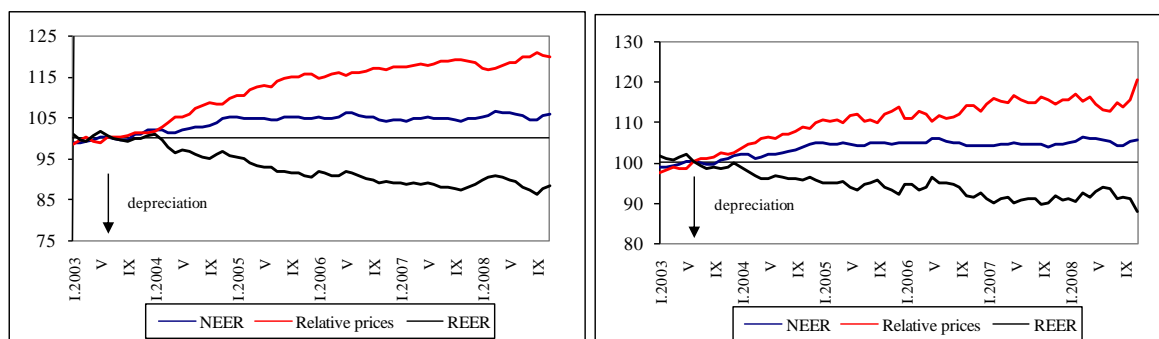 125
115
105
95
85
75
depreciation
I.2003
V
IX
I.2004
V
IX
I.2005
V
IX
I.2006
V
IX
I.2007
V
IX
I.2008
V
IX
NEER Relative prices REER
130
120
110
100
90
80
depreciation
I.2003
V
IX
I.2004
V
IX
I.2005
V
IX
I.2006
V
IX
I.2007
V
IX
I.2008
V
IX
NEER Relative prices REER